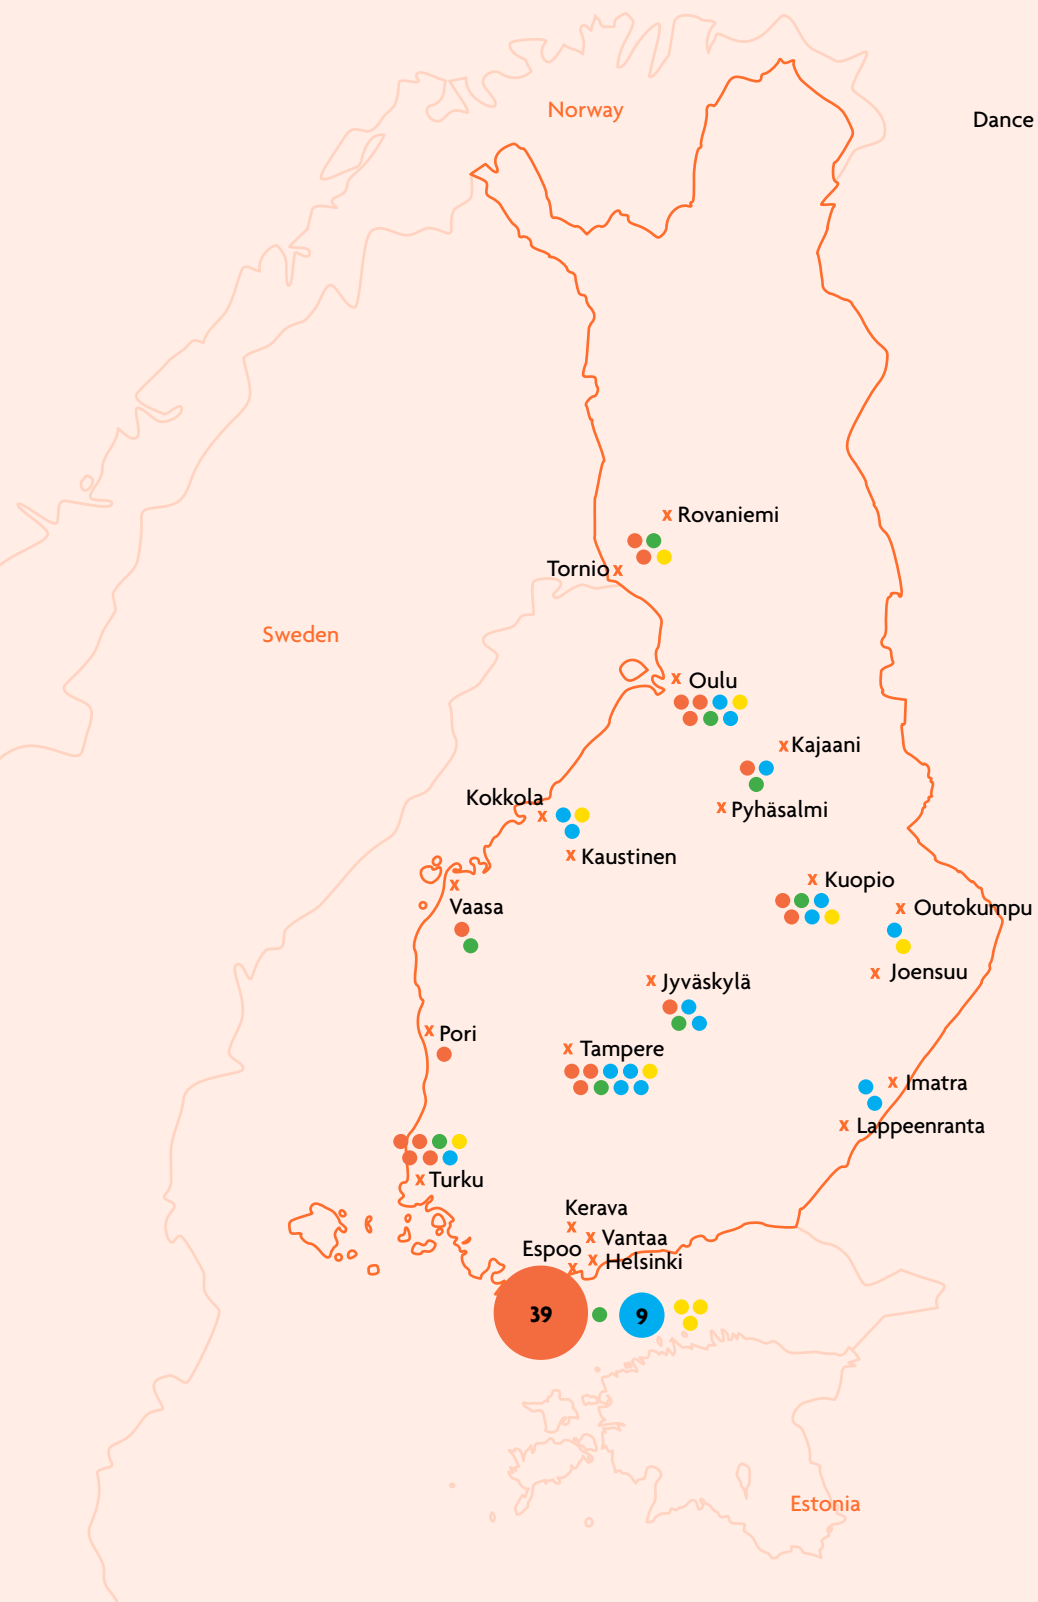 Norway
Dance
x Rovaniemi
Tornio x
Sweden
x Oulu
x Kajaani
Kokkola
x
x Pyhäsalmi
x Kaustinen
x Kuopio
x
Vaasa
x Outokumpu
x Joensuu
x Jyväskylä
x Pori
x Tampere
x Imatra
x Lappeenranta
x Turku
Kerava
x
x Vantaa
Espoo
x
x Helsinki
39
9
Estonia